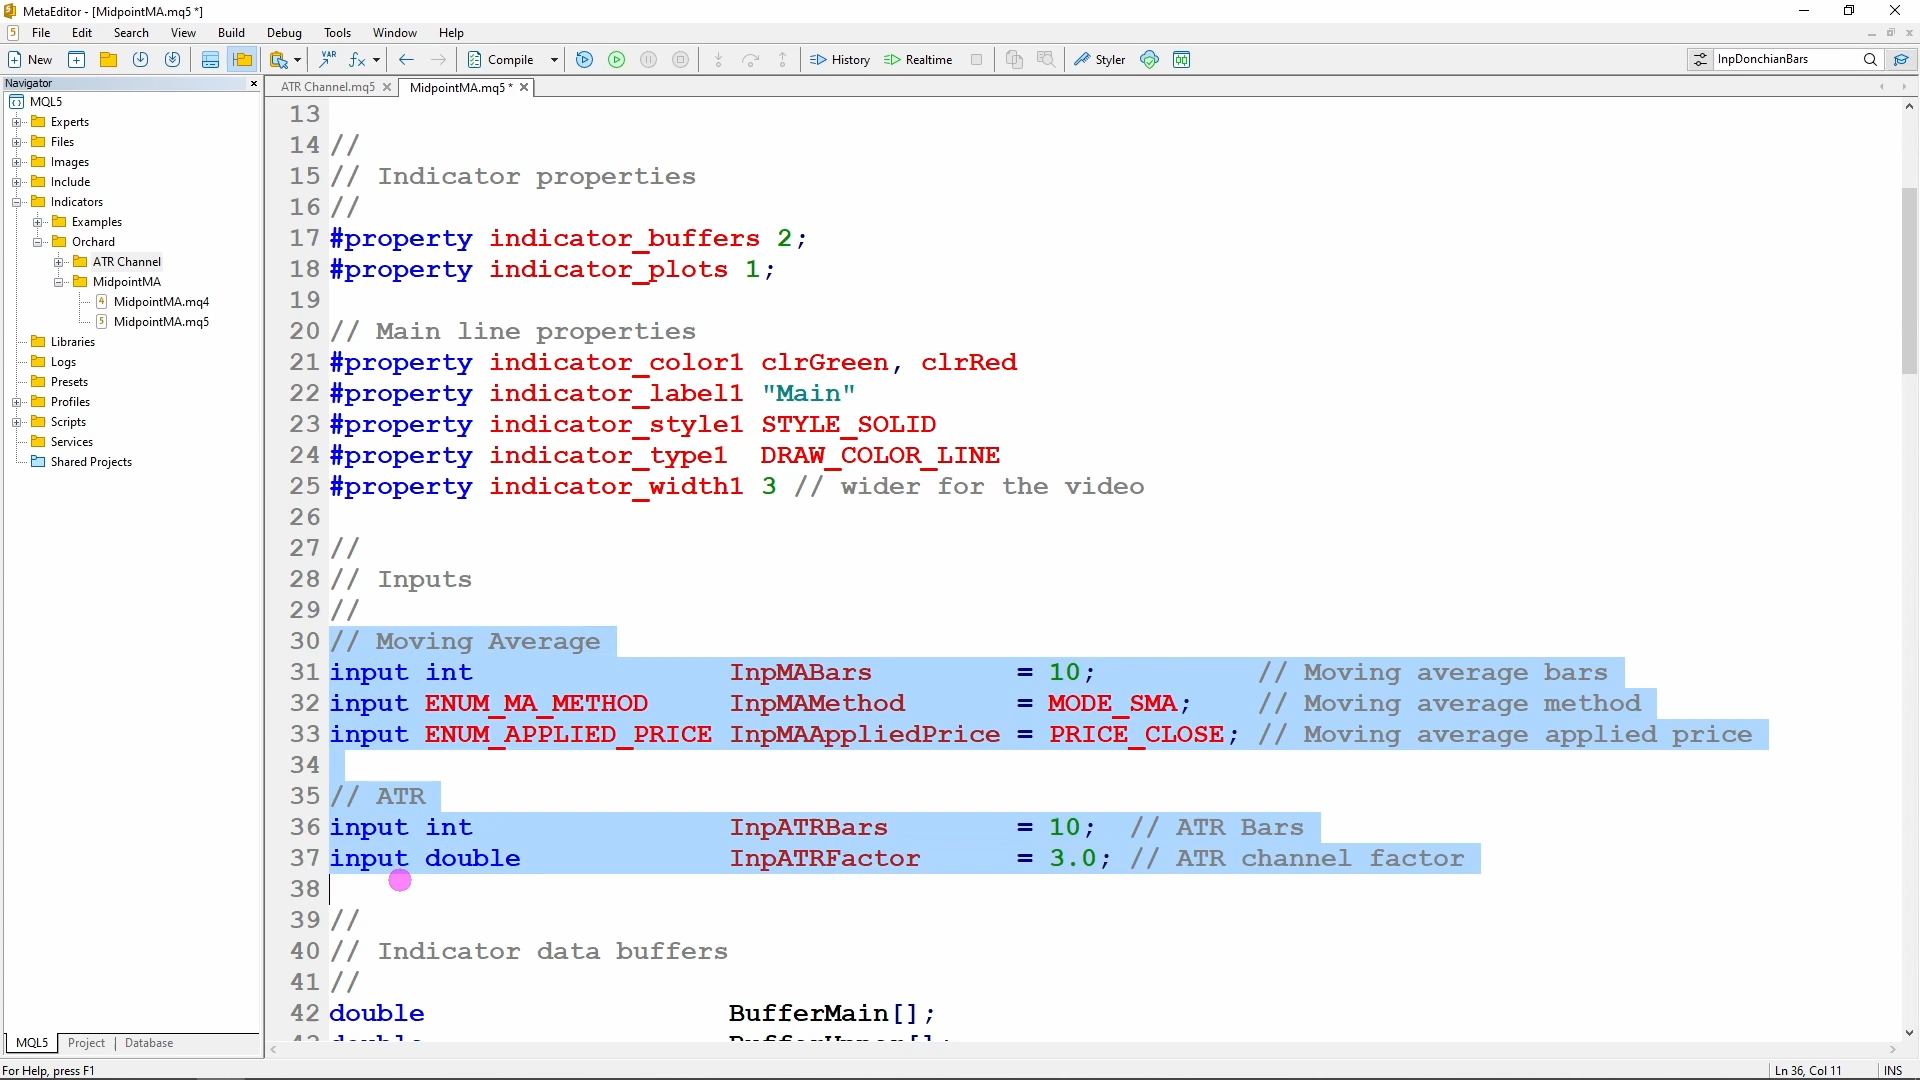 MetaEditor - [MidpointMA.mq5 *]
File Edit Search View Build Debug Tools Window Help
New VAR Compile History Realtime Styler InpDonchianBars
Navigator
MQL5
Experts
Files
Images
Include
Indicators
Examples
Orchard
ATR Channel
MidpointMA
MidpointMA.mq4
MidpointMA.mq5
Libraries
Logs
Presets
Profiles
Scripts
Services
Shared Projects
MQL5 Project Database
ATR Channel.mq5 MidpointMA.mq5 *
13
14 //
15 // Indicator properties
16 //
17 #property indicator_buffers 2;
18 #property indicator_plots 1;
19
20 // Main line properties
21 #property indicator_color1 clrGreen, clrRed
22 #property indicator_label1 "Main"
23 #property indicator_style1 STYLE_SOLID
24 #property indicator_type1 DRAW_COLOR_LINE
25 #property indicator_width1 3 // wider for the video
26
27 //
28 // Inputs
29 //
30 // Moving Average
31 input int InpMABars = 10; // Moving average bars
32 input ENUM_MA_METHOD InpMAMethod = MODE_SMA; // Moving average method
33 input ENUM_APPLIED_PRICE InpMAAppliedPrice = PRICE_CLOSE; // Moving average applied price
34
35 // ATR
36 input int InpATRBars = 10; // ATR Bars
37 input double InpATRFactor = 3.0; // ATR channel factor
38
39 //
40 // Indicator data buffers
41 //
42 double BufferMain[];
For Help, press F1 Ln 36, Col 11 INS